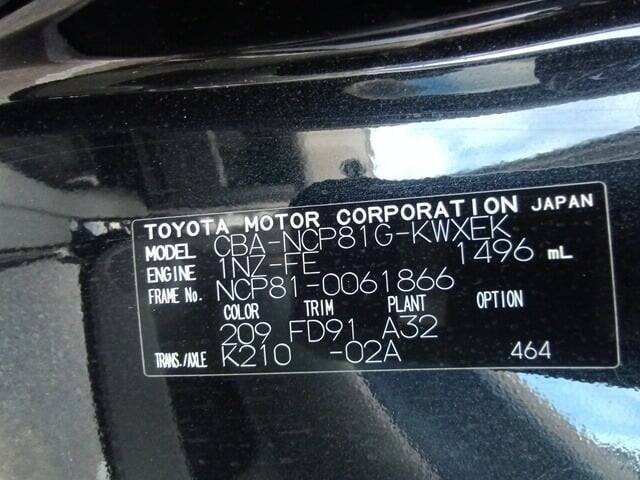 TOYOTA MOTOR CORPORATION JAPAN
MODEL CBA-NCP81G-KWXEK
ENGINE 1NZ-FE 1496 mL
FRAME No. NCP81-0061866
COLOR TRIM PLANT OPTION
209 FD91 A32
TRANS./AXLE K210 -02A 464